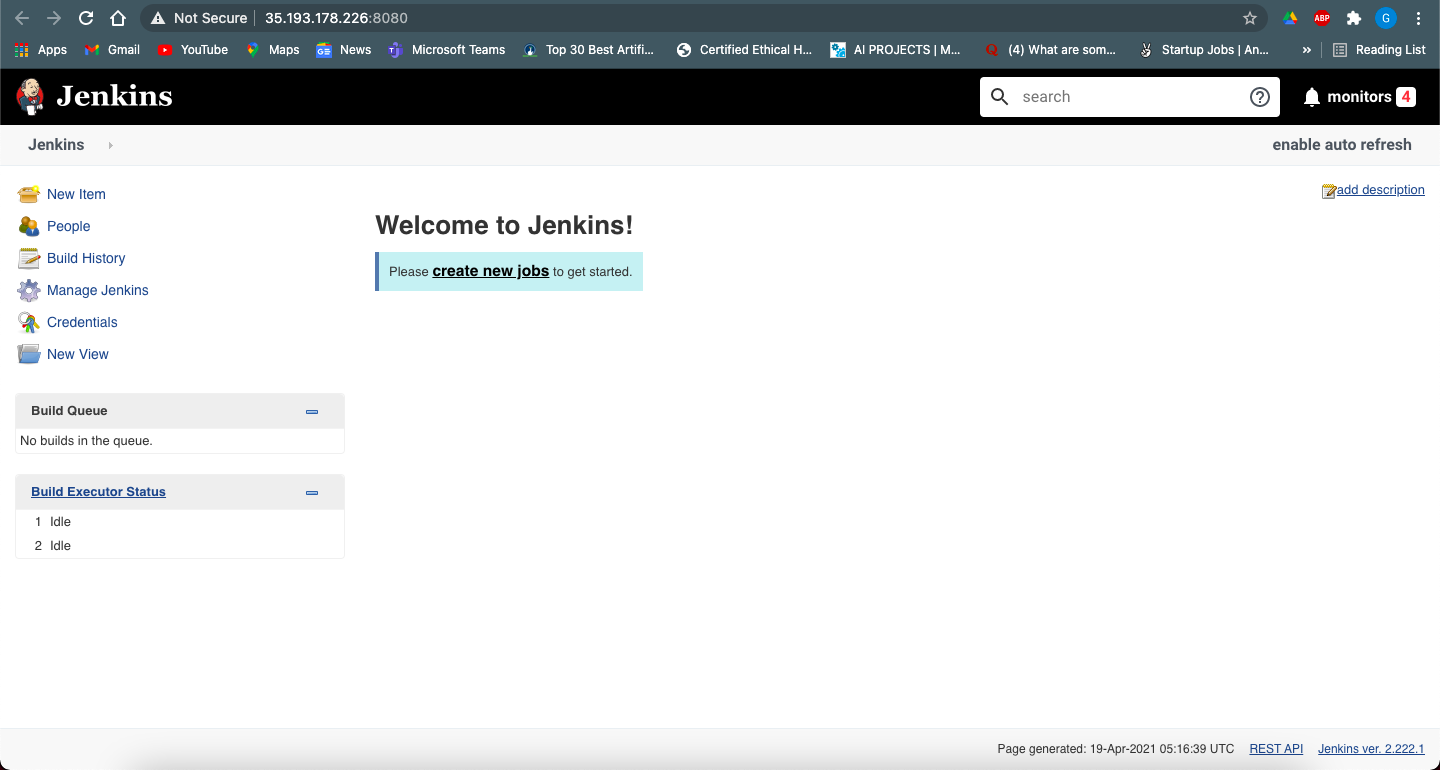 Not Secure 35.193.178.226:8080 ABP G
Apps Gmail YouTube Maps News Microsoft Teams Top 30 Best Artifi... Certified Ethical H... AI PROJECTS | M... (4) What are som... Startup Jobs | An... » Reading List
Jenkins search monitors 4
Jenkins enable auto refresh
New Item add description
People
Build History
Manage Jenkins
Credentials
New View
Welcome to Jenkins!
Please create new jobs to get started.
Build Queue
No builds in the queue.
Build Executor Status
1 Idle
2 Idle
Page generated: 19-Apr-2021 05:16:39 UTC REST API Jenkins ver. 2.222.1